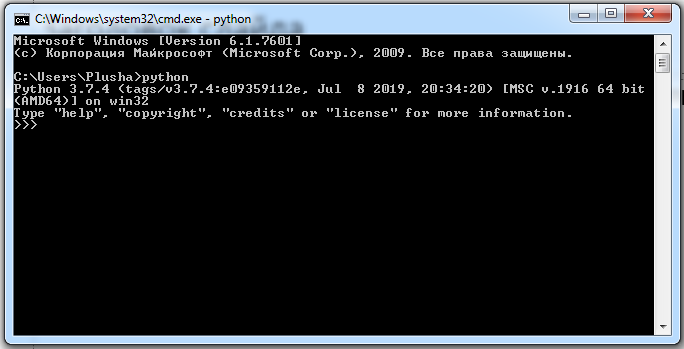 C:\Windows\system32\cmd.exe - python
Microsoft Windows [Version 6.1.7601]
(c) Корпорация Майкрософт (Microsoft Corp.), 2009. Все права защищены.
C:\Users\Plusha>python
Python 3.7.4 (tags/v3.7.4:e09359112e, Jul  8 2019, 20:34:20) [MSC v.1916 64 bit
(AMD64)] on win32
Type "help", "copyright", "credits" or "license" for more information.
>>>